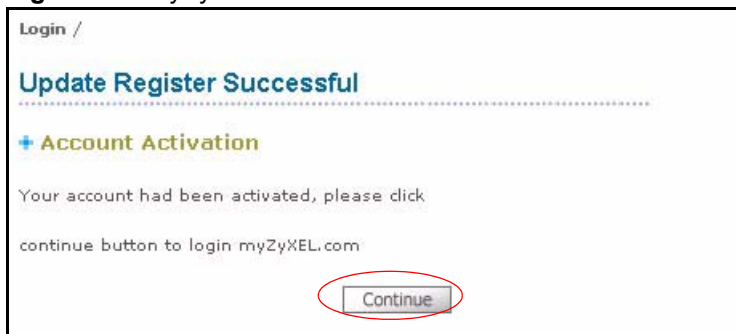 Login /
Update Register Successful
+ Account Activation
Your account had been activated, please click
continue button to login myZyXEL.com
Continue